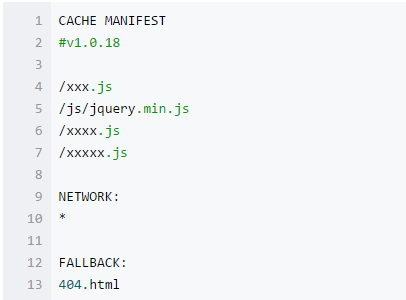 1 CACHE MANIFEST
2 #v1.0.18
3
4 /xxx.js
5 /js/jquery.min.js
6 /xxxx.js
7 /xxxxx.js
8
9 NETWORK:
10 *
11
12 FALLBACK:
13 404.html